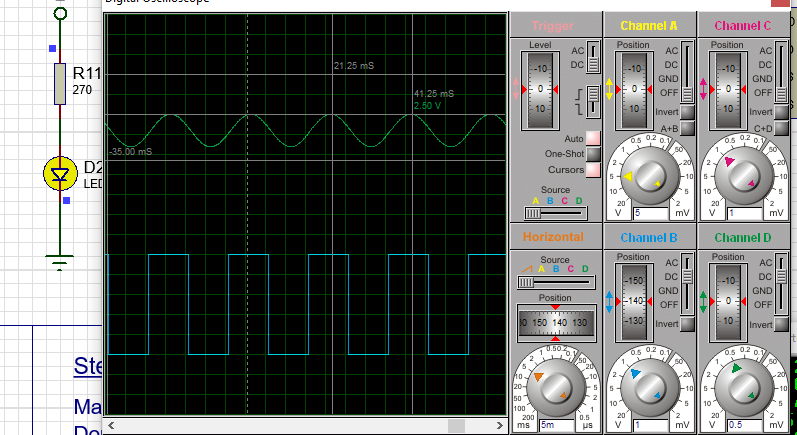 Digital Oscilloscope
R11
270
D2
LED
Ste
Ma
21.25 mS
41.25 mS
2.50 V
-35.00 mS
Trigger
Level
-10
0
10
AC
DC
Auto
One-Shot
Cursors
Source
A B C D
Horizontal
Source
A B C D
Position
150 140 130
ms
5m
µs
Channel A
Position
-10
0
10
AC
DC
GND
OFF
Invert
A+B
V
5
mV
Channel B
Position
-150
-140
-130
AC
DC
GND
OFF
Invert
V
1
mV
Channel C
Position
-10
0
10
AC
DC
GND
OFF
Invert
C+D
V
1
mV
Channel D
Position
-10
0
10
AC
DC
GND
OFF
Invert
V
0.5
mV